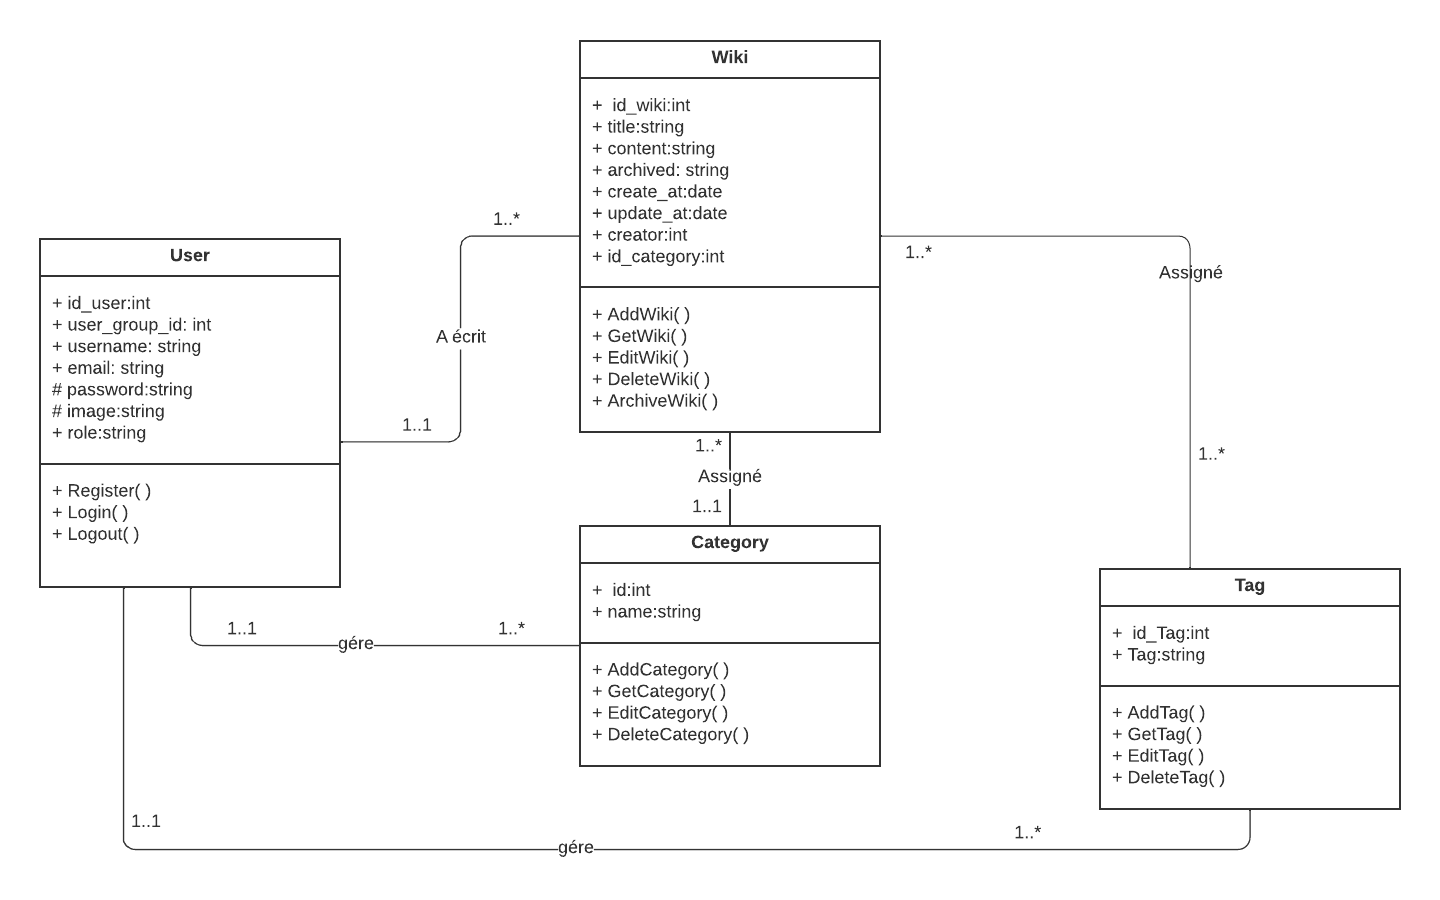 Wiki
+  id_wiki:int
+ title:string
+ content:string
+ archived: string
+ create_at:date
+ update_at:date
+ creator:int
+ id_category:int
+ AddWiki( )
+ GetWiki( )
+ EditWiki( )
+ DeleteWiki( )
+ ArchiveWiki( )
User
+ id_user:int
+ user_group_id: int
+ username: string
+ email: string
# password:string
# image:string
+ role:string
+ Register( )
+ Login( )
+ Logout( )
1..*
A écrit
1..1
1..*
Assigné
1..*
1..*
Assigné
1..1
Category
+  id:int
+ name:string
+ AddCategory( )
+ GetCategory( )
+ EditCategory( )
+ DeleteCategory( )
Tag
+  id_Tag:int
+ Tag:string
+ AddTag( )
+ GetTag( )
+ EditTag( )
+ DeleteTag( )
1..1
gére
1..*
1..1
gére
1..*